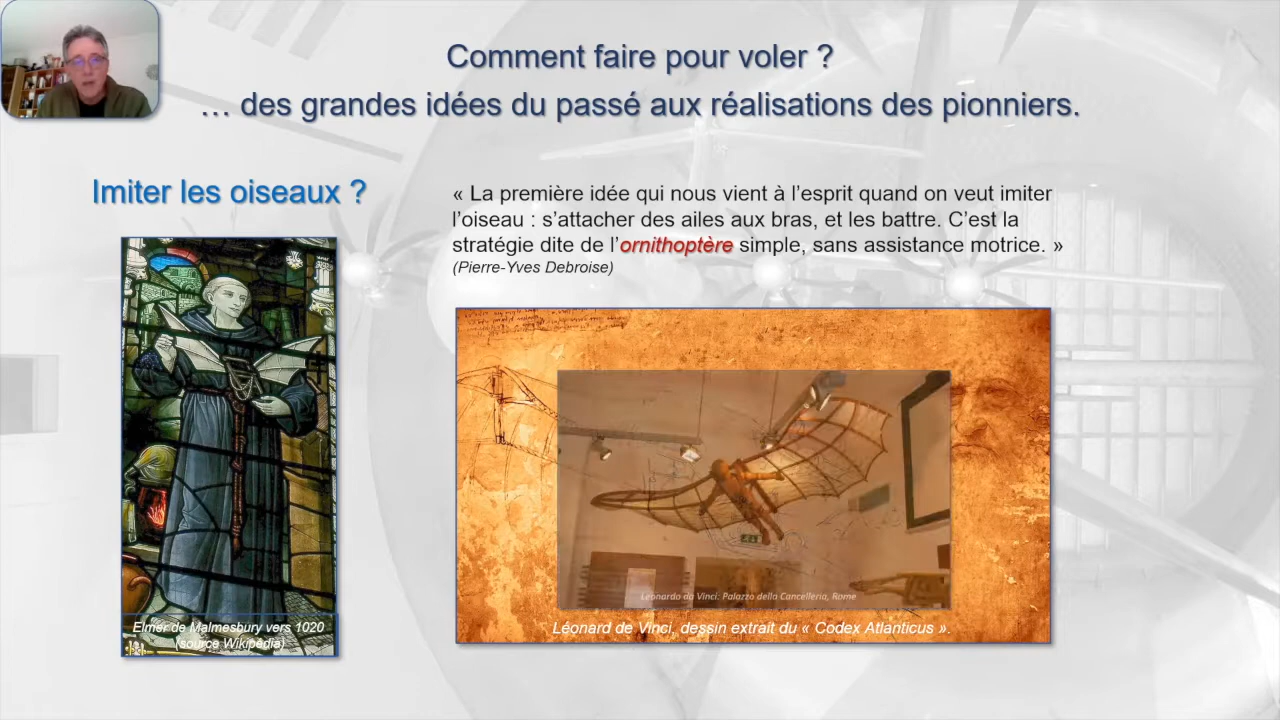 Comment faire pour voler ?
… des grandes idées du passé aux réalisations des pionniers.
Imiter les oiseaux ?
« La première idée qui nous vient à l’esprit quand on veut imiter
l’oiseau : s’attacher des ailes aux bras, et les battre. C’est la
stratégie dite de l’ornithoptère simple, sans assistance motrice. »
(Pierre-Yves Debroise)
Elmer de Malmesbury vers 1020
(source Wikipédia)
Leonardo da Vinci: Palazzo della Cancelleria, Rome
Léonard de Vinci, dessin extrait du « Codex Atlanticus ».